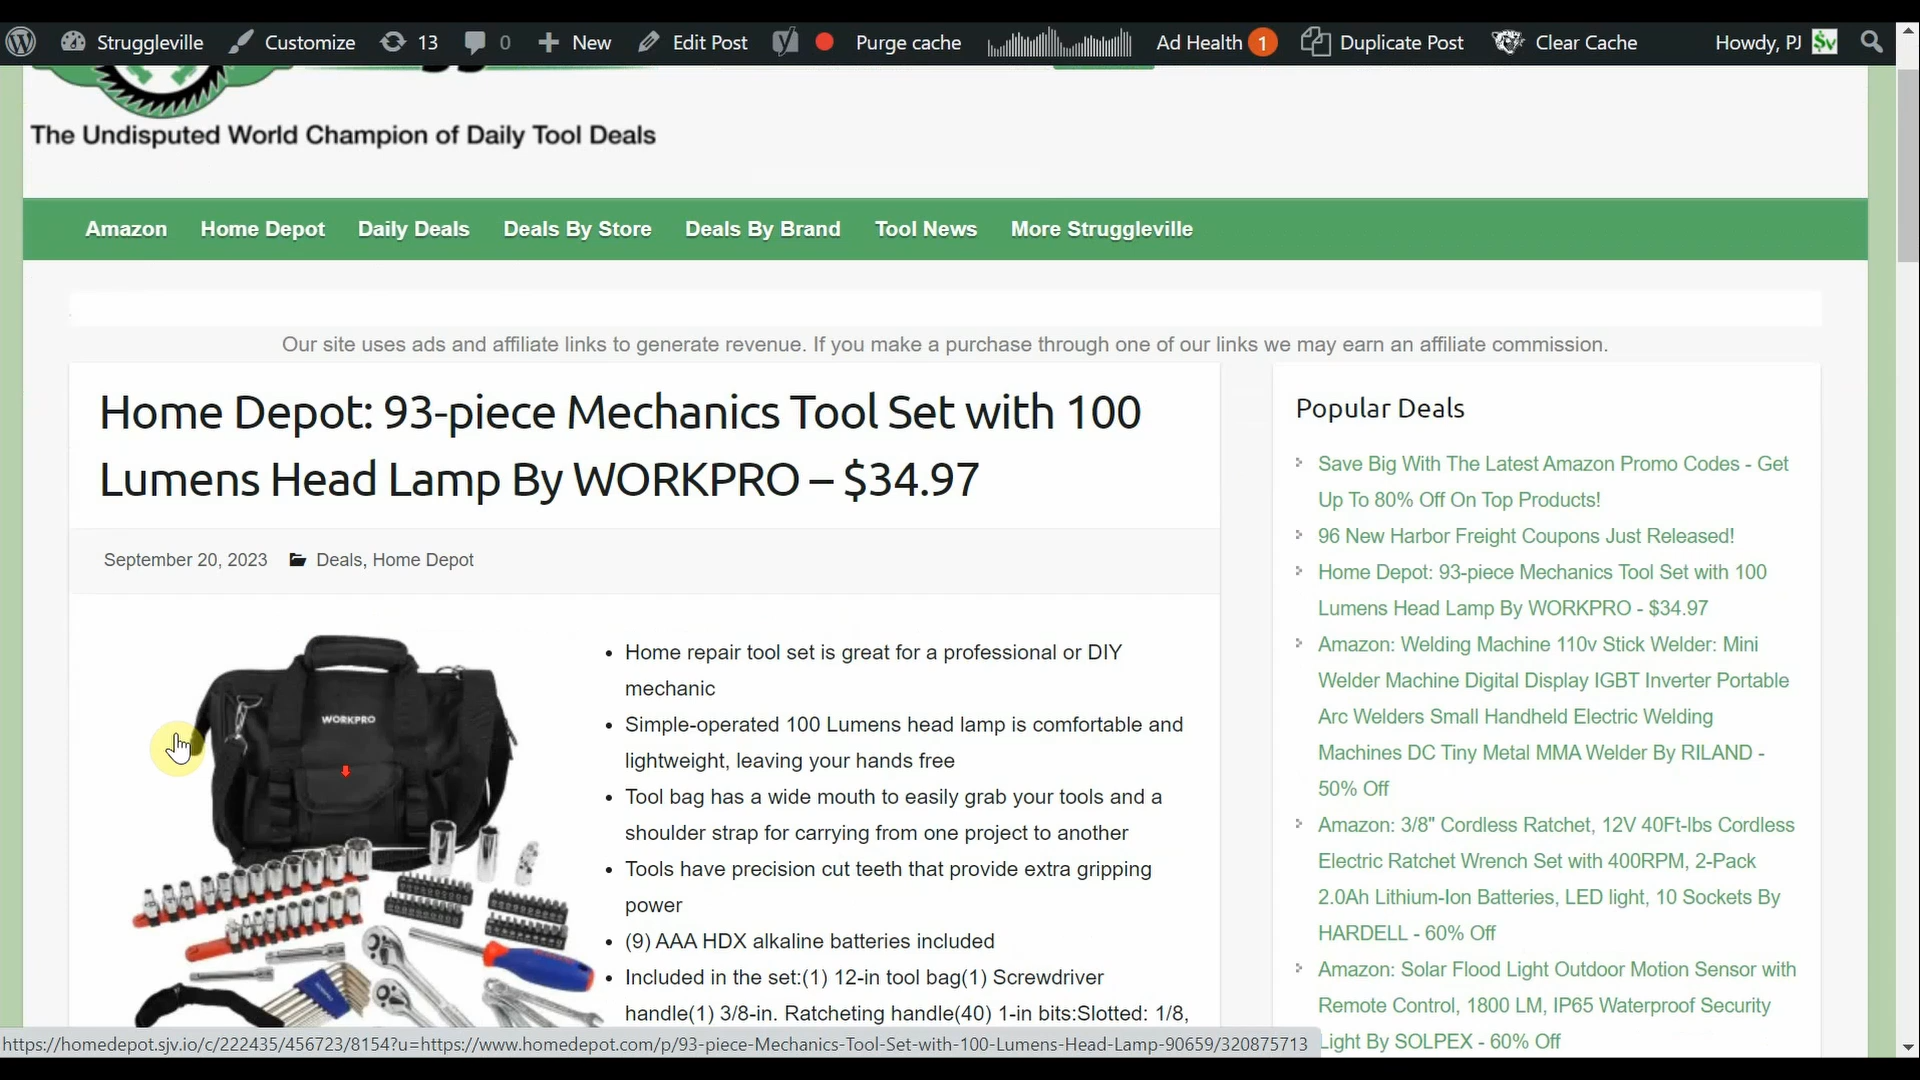 Struggleville Customize 13 0 New Edit Post Purge cache Ad Health 1 Duplicate Post Clear Cache Howdy, PJ $v
The Undisputed World Champion of Daily Tool Deals
Amazon Home Depot Daily Deals Deals By Store Deals By Brand Tool News More Struggleville
Our site uses ads and affiliate links to generate revenue. If you make a purchase through one of our links we may earn an affiliate commission.
Home Depot: 93-piece Mechanics Tool Set with 100
Lumens Head Lamp By WORKPRO – $34.97
September 20, 2023 Deals, Home Depot
WORKPRO
Home repair tool set is great for a professional or DIY
mechanic
Simple-operated 100 Lumens head lamp is comfortable and
lightweight, leaving your hands free
Tool bag has a wide mouth to easily grab your tools and a
shoulder strap for carrying from one project to another
Tools have precision cut teeth that provide extra gripping
power
(9) AAA HDX alkaline batteries included
Included in the set:(1) 12-in tool bag(1) Screwdriver
handle(1) 3/8-in. Ratcheting handle(40) 1-in bits:Slotted: 1/8,
Popular Deals
Save Big With The Latest Amazon Promo Codes - Get
Up To 80% Off On Top Products!
96 New Harbor Freight Coupons Just Released!
Home Depot: 93-piece Mechanics Tool Set with 100
Lumens Head Lamp By WORKPRO - $34.97
Amazon: Welding Machine 110v Stick Welder: Mini
Welder Machine Digital Display IGBT Inverter Portable
Arc Welders Small Handheld Electric Welding
Machines DC Tiny Metal MMA Welder By RILAND -
50% Off
Amazon: 3/8" Cordless Ratchet, 12V 40Ft-lbs Cordless
Electric Ratchet Wrench Set with 400RPM, 2-Pack
2.0Ah Lithium-Ion Batteries, LED light, 10 Sockets By
HARDELL - 60% Off
Amazon: Solar Flood Light Outdoor Motion Sensor with
Remote Control, 1800 LM, IP65 Waterproof Security
Light By SOLPEX - 60% Off
https://homedepot.sjv.io/c/222435/456723/8154?u=https://www.homedepot.com/p/93-piece-Mechanics-Tool-Set-with-100-Lumens-Head-Lamp-90659/320875713